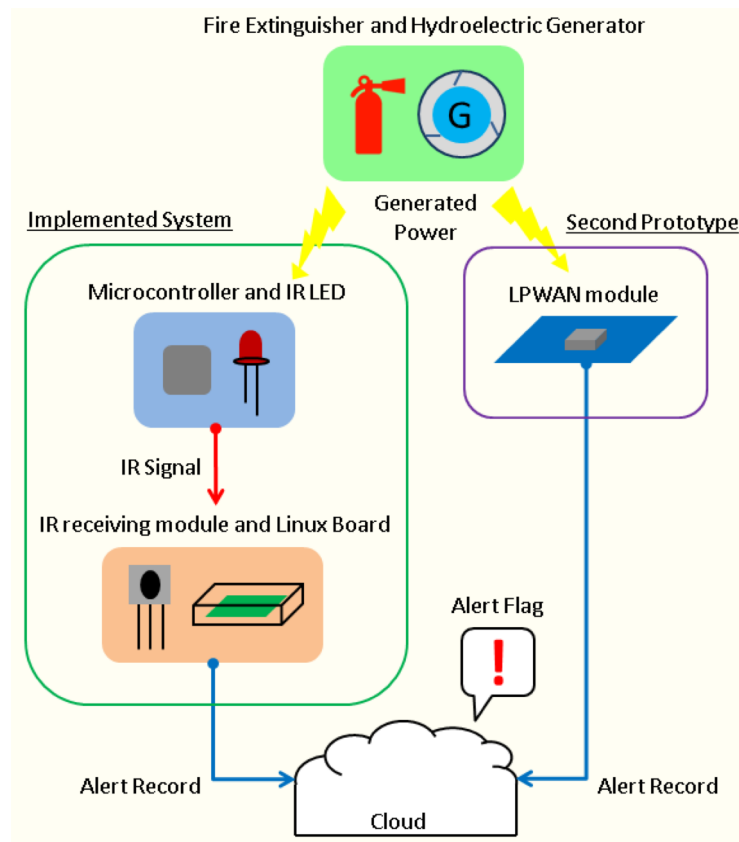 Fire Extinguisher and Hydroelectric Generator
G
Generated
Power
Implemented System
Second Prototype
Microcontroller and IR LED
LPWAN module
IR Signal
IR receiving module and Linux Board
Alert Flag
!
Alert Record
Alert Record
Cloud